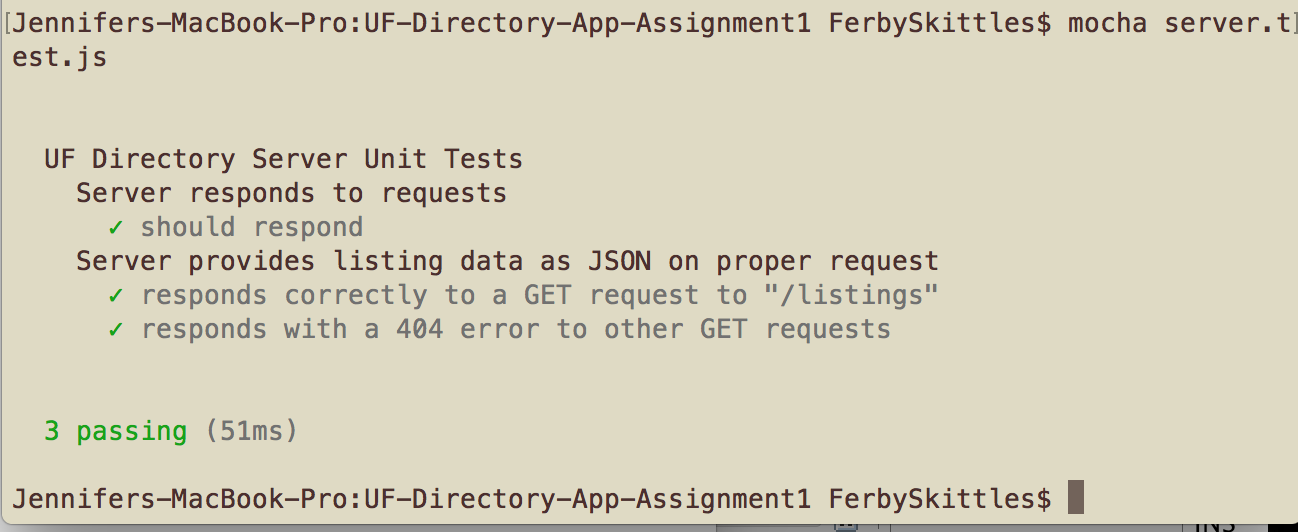 [Jennifers-MacBook-Pro:UF-Directory-App-Assignment1 FerbySkittles$ mocha server.t]
est.js
UF Directory Server Unit Tests
Server responds to requests
✓ should respond
Server provides listing data as JSON on proper request
✓ responds correctly to a GET request to "/listings"
✓ responds with a 404 error to other GET requests
3 passing (51ms)
Jennifers-MacBook-Pro:UF-Directory-App-Assignment1 FerbySkittles$